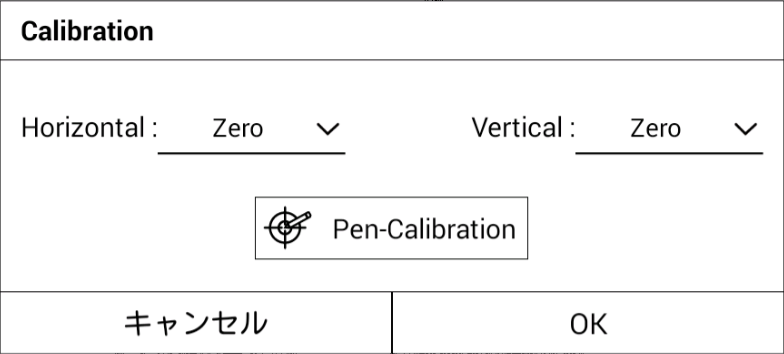 Calibration
Horizontal : Zero Vertical : Zero
Pen-Calibration
キャンセル OK